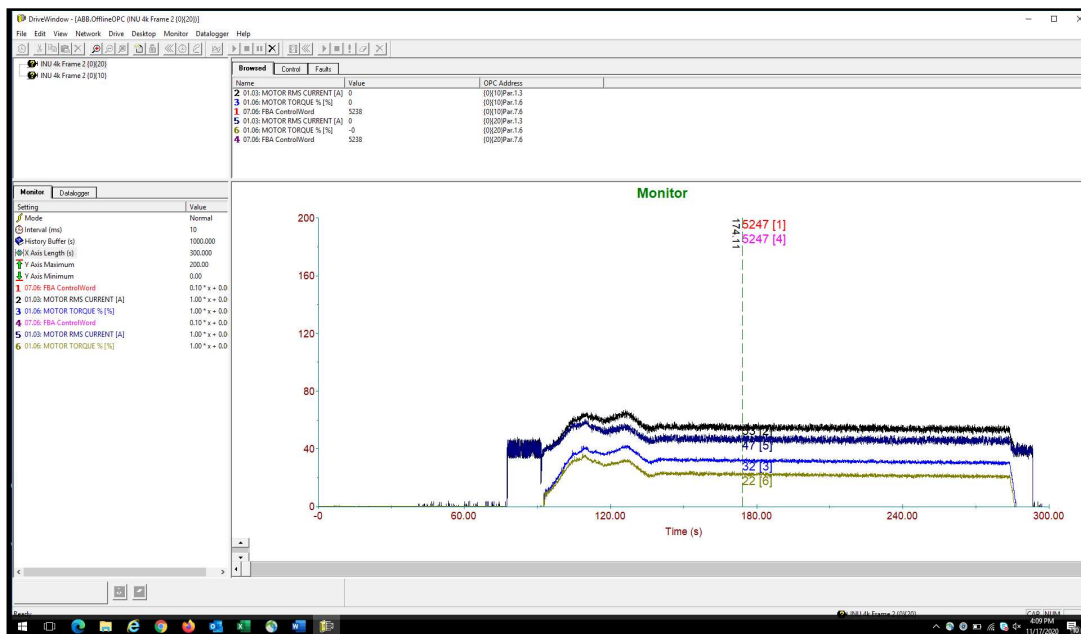 DriveWindow - [ABB.OfflineOPC (INU 4k Frame 2 {0}{20})]
File Edit View Network Drive Desktop Monitor Datalogger Help
INU 4k Frame 2 {0}{20}
INU 4k Frame 2 {0}{10}
Browsed Control Faults
Name Value OPC Address
2 01.03: MOTOR RMS CURRENT [A] 0 {0}{10}Par.1.3
3 01.06: MOTOR TORQUE % [%] 0 {0}{10}Par.1.6
1 07.06: FBA ControlWord 5238 {0}{10}Par.7.6
5 01.03: MOTOR RMS CURRENT [A] 0 {0}{20}Par.1.3
6 01.06: MOTOR TORQUE % [%] -0 {0}{20}Par.1.6
4 07.06: FBA ControlWord 5238 {0}{20}Par.7.6
Monitor Datalogger
Setting Value
Mode Normal
Interval (ms) 10
History Buffer (s) 1000.000
X Axis Length (s) 300.000
Y Axis Maximum 200.00
Y Axis Minimum 0.00
1 07.06: FBA ControlWord 0.10 * x + 0.0
2 01.03: MOTOR RMS CURRENT [A] 1.00 * x + 0.0
3 01.06: MOTOR TORQUE % [%] 1.00 * x + 0.0
4 07.06: FBA ControlWord 0.10 * x + 0.0
5 01.03: MOTOR RMS CURRENT [A] 1.00 * x + 0.0
6 01.06: MOTOR TORQUE % [%] 1.00 * x + 0.0
Monitor
200
160
120
80
40
0
174.11
5247 [1]
5247 [4]
47 [5]
32 [3]
22 [6]
-0 60.00 120.00 180.00 240.00 300.00
Time (s)
Ready
INU 4k Frame 2 {0}{20}
CAP NUM
4:09 PM
11/17/2020